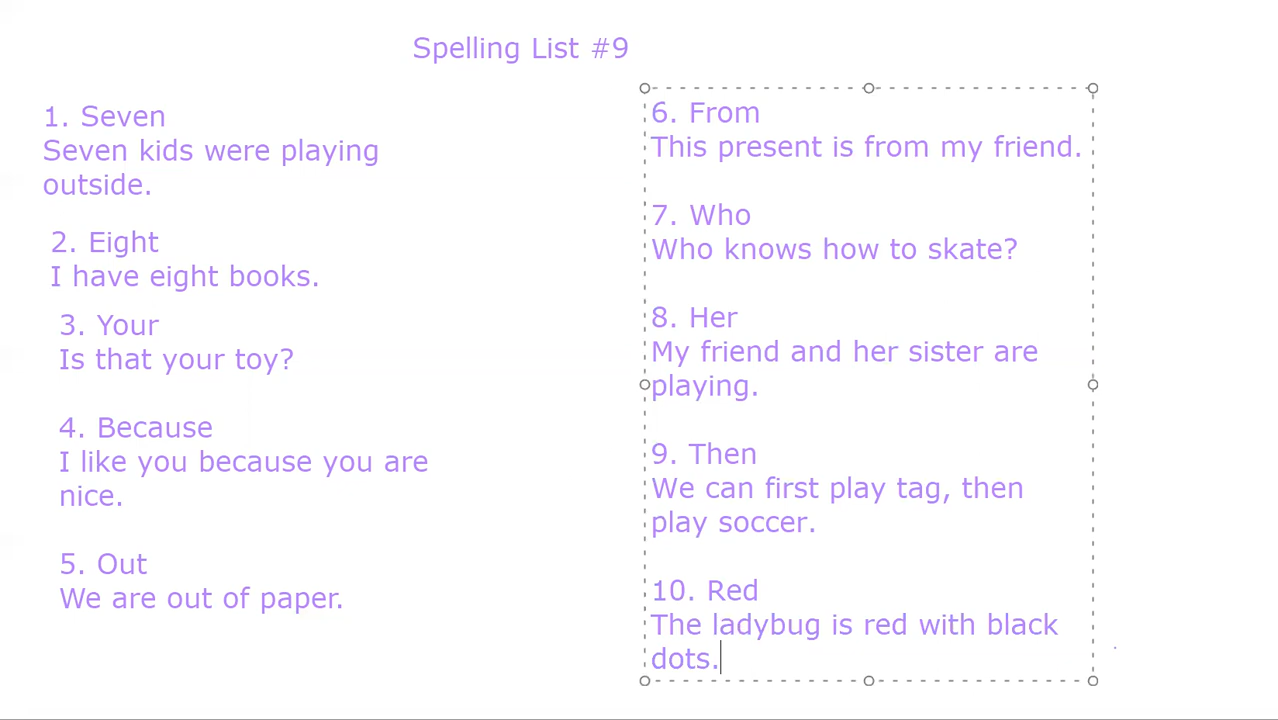 Spelling List #9
1. Seven
Seven kids were playing
outside.
2. Eight
I have eight books.
3. Your
Is that your toy?
4. Because
I like you because you are
nice.
5. Out
We are out of paper.
6. From
This present is from my friend.
7. Who
Who knows how to skate?
8. Her
My friend and her sister are
playing.
9. Then
We can first play tag, then
play soccer.
10. Red
The ladybug is red with black
dots.